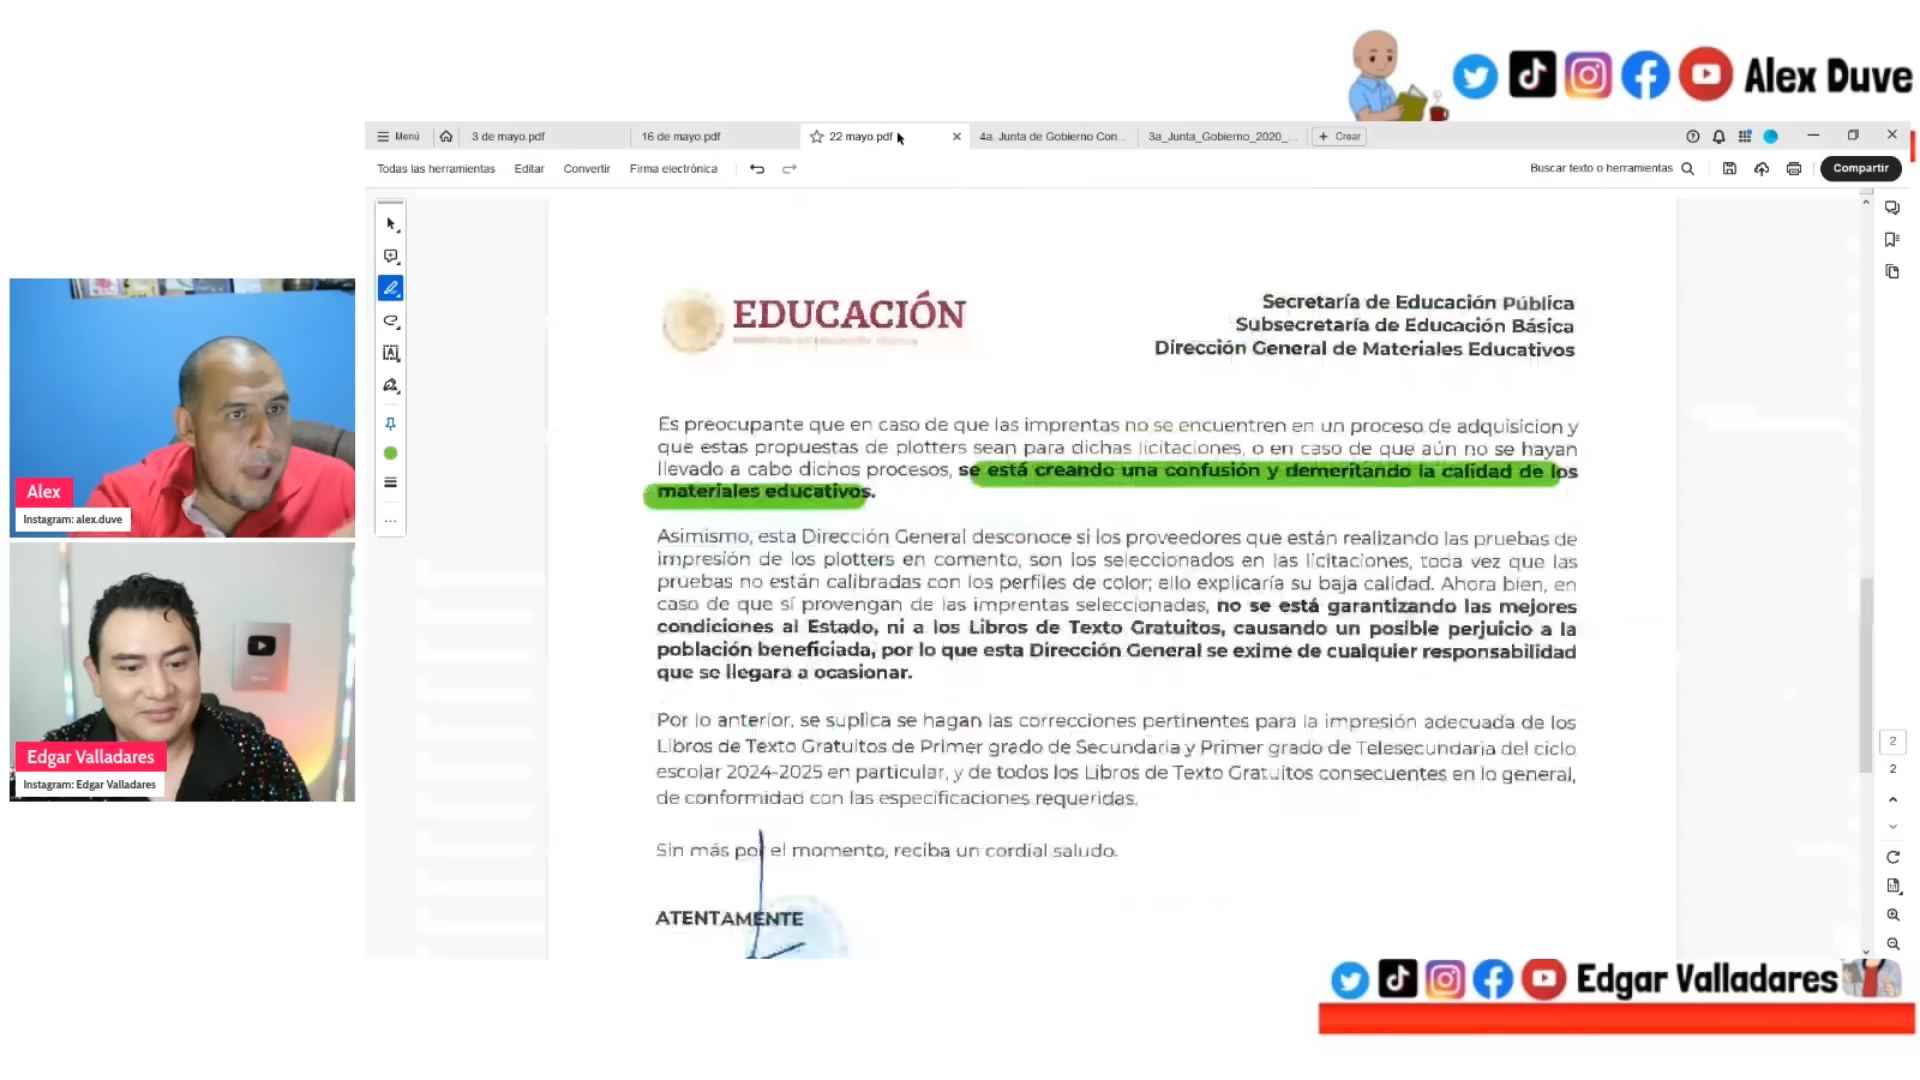 Alex Duve
Menú
3 de mayo.pdf
16 de mayo.pdf
22 mayo.pdf
4a. Junta de Gobierno Con...
3a_Junta_Gobierno_2020_...
+ Crear
Todas las herramientas
Editar
Convertir
Firma electrónica
Buscar texto o herramientas
Compartir
EDUCACIÓN
Secretaría de Educación Pública
Subsecretaría de Educación Básica
Dirección General de Materiales Educativos
Es preocupante que en caso de que las imprentas no se encuentren en un proceso de adquisicion y
que estas propuestas de plotters sean para dichas licitaciones, o en caso de que aún no se hayan
llevado a cabo dichos procesos, se está creando una confusión y demeritando la calidad de los
materiales educativos.
Asimismo, esta Dirección General desconoce si los proveedores que están realizando las pruebas de
impresión de los plotters en comento, son los seleccionados en las licitaciones, toda vez que las
pruebas no están calibradas con los perfiles de color; ello explicaría su baja calidad. Ahora bien, en
caso de que sí provengan de las imprentas seleccionadas, no se está garantizando las mejores
condiciones al Estado, ni a los Libros de Texto Gratuitos, causando un posible perjuicio a la
población beneficiada, por lo que esta Dirección General se exime de cualquier responsabilidad
que se llegara a ocasionar.
Por lo anterior, se suplica se hagan las correcciones pertinentes para la impresión adecuada de los
Libros de Texto Gratuitos de Primer grado de Secundaria y Primer grado de Telesecundaria del ciclo
escolar 2024-2025 en particular, y de todos los Libros de Texto Gratuitos consecuentes en lo general,
de conformidad con las especificaciones requeridas.
Sin más por el momento, reciba un cordial saludo.
ATENTAMENTE
2
2
Alex
Instagram: alex.duve
Edgar Valladares
Instagram: Edgar Valladares
Edgar Valladares